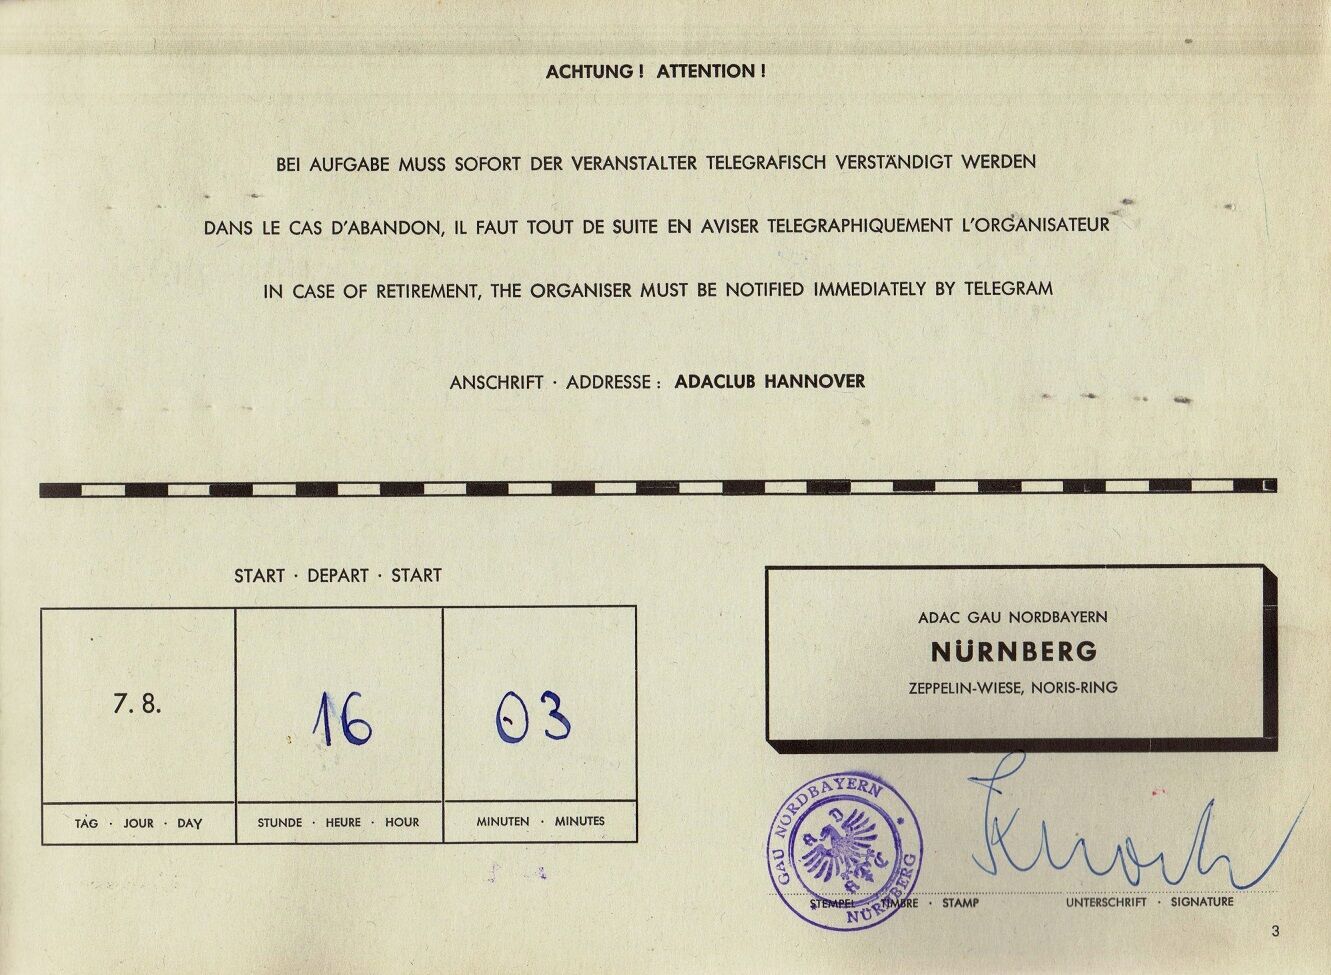 ACHTUNG! ATTENTION!
BEI AUFGABE MUSS SOFORT DER VERANSTALTER TELEGRAFISCH VERSTÄNDIGT WERDEN
DANS LE CAS D'ABANDON, IL FAUT TOUT DE SUITE EN AVISER TELEGRAPHIQUEMENT L'ORGANISATEUR
IN CASE OF RETIREMENT, THE ORGANISER MUST BE NOTIFIED IMMEDIATELY BY TELEGRAM
ANSCHRIFT · ADDRESSE: ADACLUB HANNOVER
START · DEPART · START
7. 8.
16
03
TAG · JOUR · DAY
STUNDE · HEURE · HOUR
MINUTEN · MINUTES
ADAC GAU NORDBAYERN
NÜRNBERG
ZEPPELIN-WIESE, NORIS-RING
GAU NORDBAYERN
ADAC
NÜRNBERG
STEMPEL · TIMBRE · STAMP
UNTERSCHRIFT · SIGNATURE
3